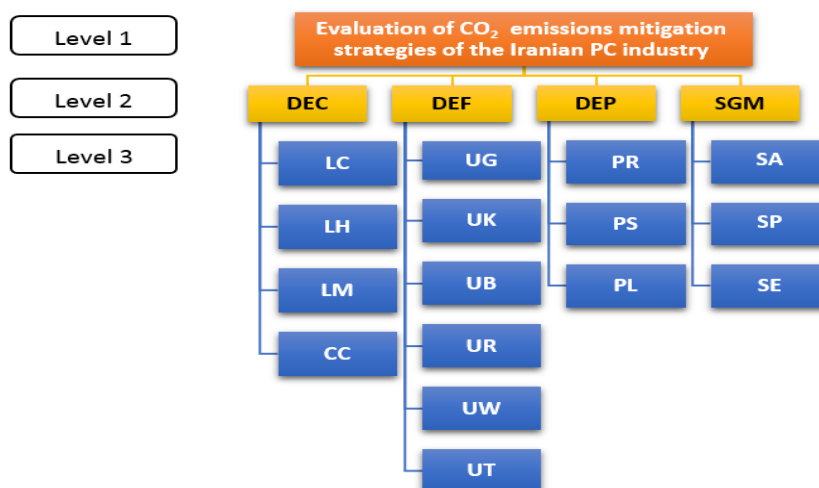 Level 1
Evaluation of CO₂ emissions mitigation
strategies of the Iranian PC industry
Level 2
DEC
DEF
DEP
SGM
Level 3
LC
UG
PR
SA
LH
UK
PS
SP
LM
UB
PL
SE
CC
UR
UW
UT